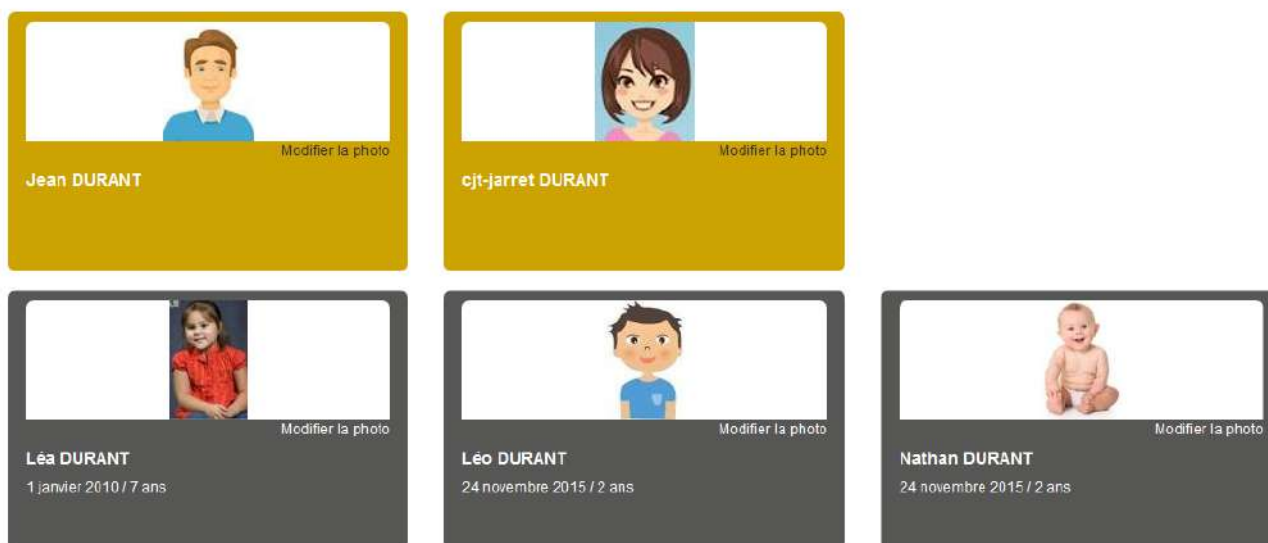 Modifier la photo
Modifier la photo
Jean DURANT
cjt-jarret DURANT
Modifier la photo
Modifier la photo
Modifier la photo
Léa DURANT
Léo DURANT
Nathan DURANT
1 janvier 2010 / 7 ans
24 novembre 2015 / 2 ans
24 novembre 2015 / 2 ans